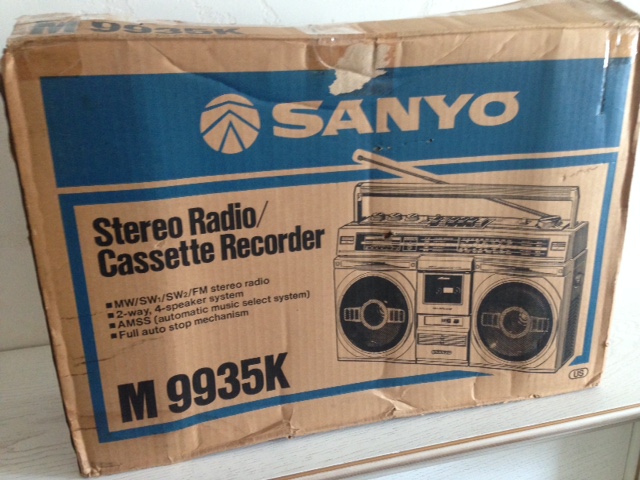 M 9935K
SANYO
Stereo Radio/
Cassette Recorder
■ MW/SW1/SW2/FM stereo radio
■ 2-way, 4-speaker system
■ AMSS (automatic music select system)
■ Full auto stop mechanism
M 9935K
US